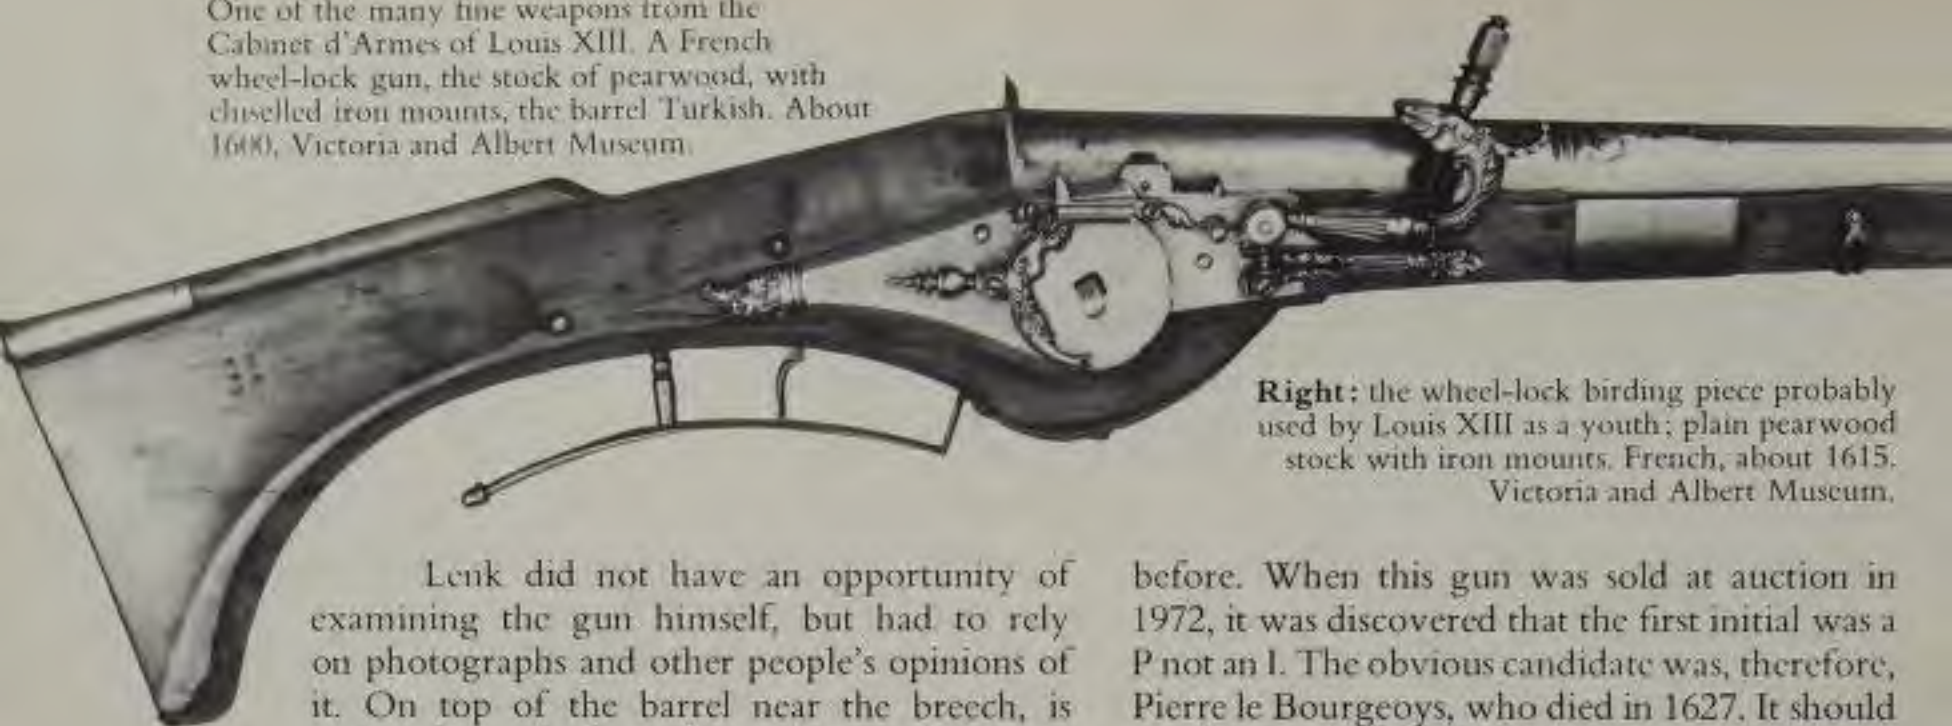 One of the many fine weapons from the
Cabinet d'Armes of Louis XIII. A French
wheel-lock gun, the stock of pearwood, with
chiselled iron mounts, the barrel Turkish. About
1600, Victoria and Albert Museum.
Right: the wheel-lock birding piece probably
used by Louis XIII as a youth; plain pearwood
stock with iron mounts. French, about 1615.
Victoria and Albert Museum.
Lenk did not have an opportunity of
examining the gun himself, but had to rely
on photographs and other people's opinions of
it. On top of the barrel near the breech, is
before. When this gun was sold at auction in
1972, it was discovered that the first initial was a
P not an I. The obvious candidate was, therefore,
Pierre le Bourgeoys, who died in 1627. It should